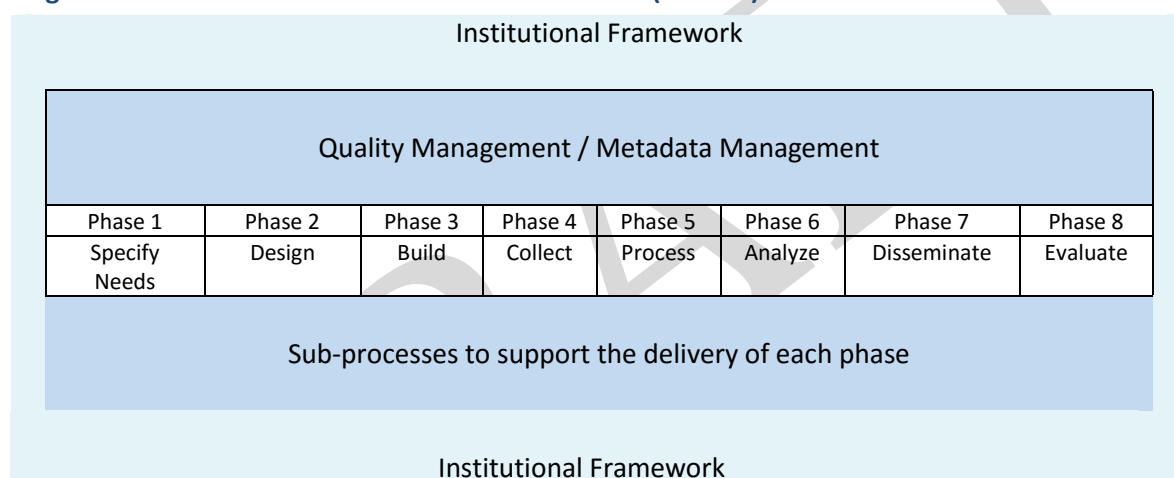 Institutional Framework
Quality Management / Metadata Management
Phase 1 Phase 2 Phase 3 Phase 4 Phase 5 Phase 6 Phase 7 Phase 8
Specify Needs Design Build Collect Process Analyze Disseminate Evaluate
Sub-processes to support the delivery of each phase
Institutional Framework